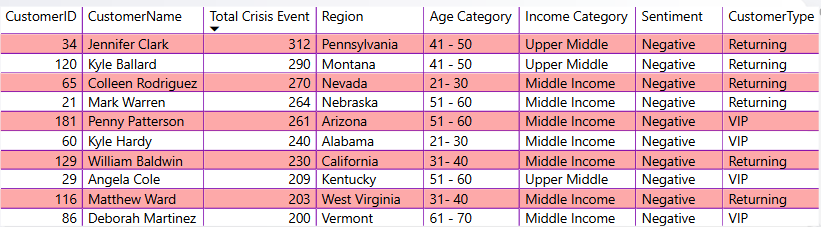 CustomerID CustomerName Total Crisis Event Region Age Category Income Category Sentiment CustomerType
34 Jennifer Clark 312 Pennsylvania 41 - 50 Upper Middle Negative Returning
120 Kyle Ballard 290 Montana 41 - 50 Upper Middle Negative Returning
65 Colleen Rodriguez 270 Nevada 21- 30 Middle Income Negative Returning
21 Mark Warren 264 Nebraska 51 - 60 Middle Income Negative Returning
181 Penny Patterson 261 Arizona 51 - 60 Middle Income Negative VIP
60 Kyle Hardy 240 Alabama 21- 30 Middle Income Negative VIP
129 William Baldwin 230 California 31- 40 Middle Income Negative Returning
29 Angela Cole 209 Kentucky 51 - 60 Upper Middle Negative VIP
116 Matthew Ward 203 West Virginia 31- 40 Middle Income Negative Returning
86 Deborah Martinez 200 Vermont 61 - 70 Middle Income Negative VIP